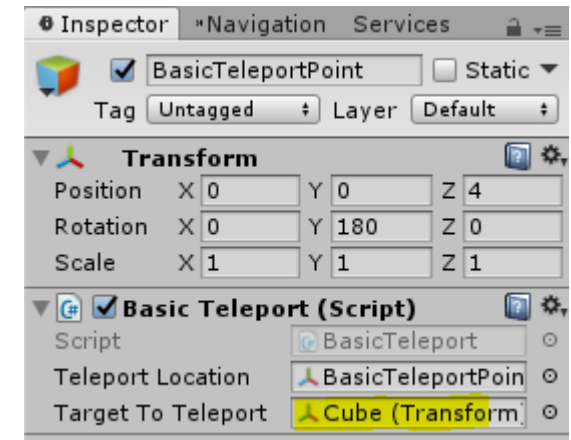 Inspector Navigation Services
BasicTeleportPoint Static
Tag Untagged Layer Default
Transform
Position X 0 Y 0 Z 4
Rotation X 0 Y 180 Z 0
Scale X 1 Y 1 Z 1
Basic Teleport (Script)
Script BasicTeleport
Teleport Location BasicTeleportPoin
Target To Teleport Cube (Transform)